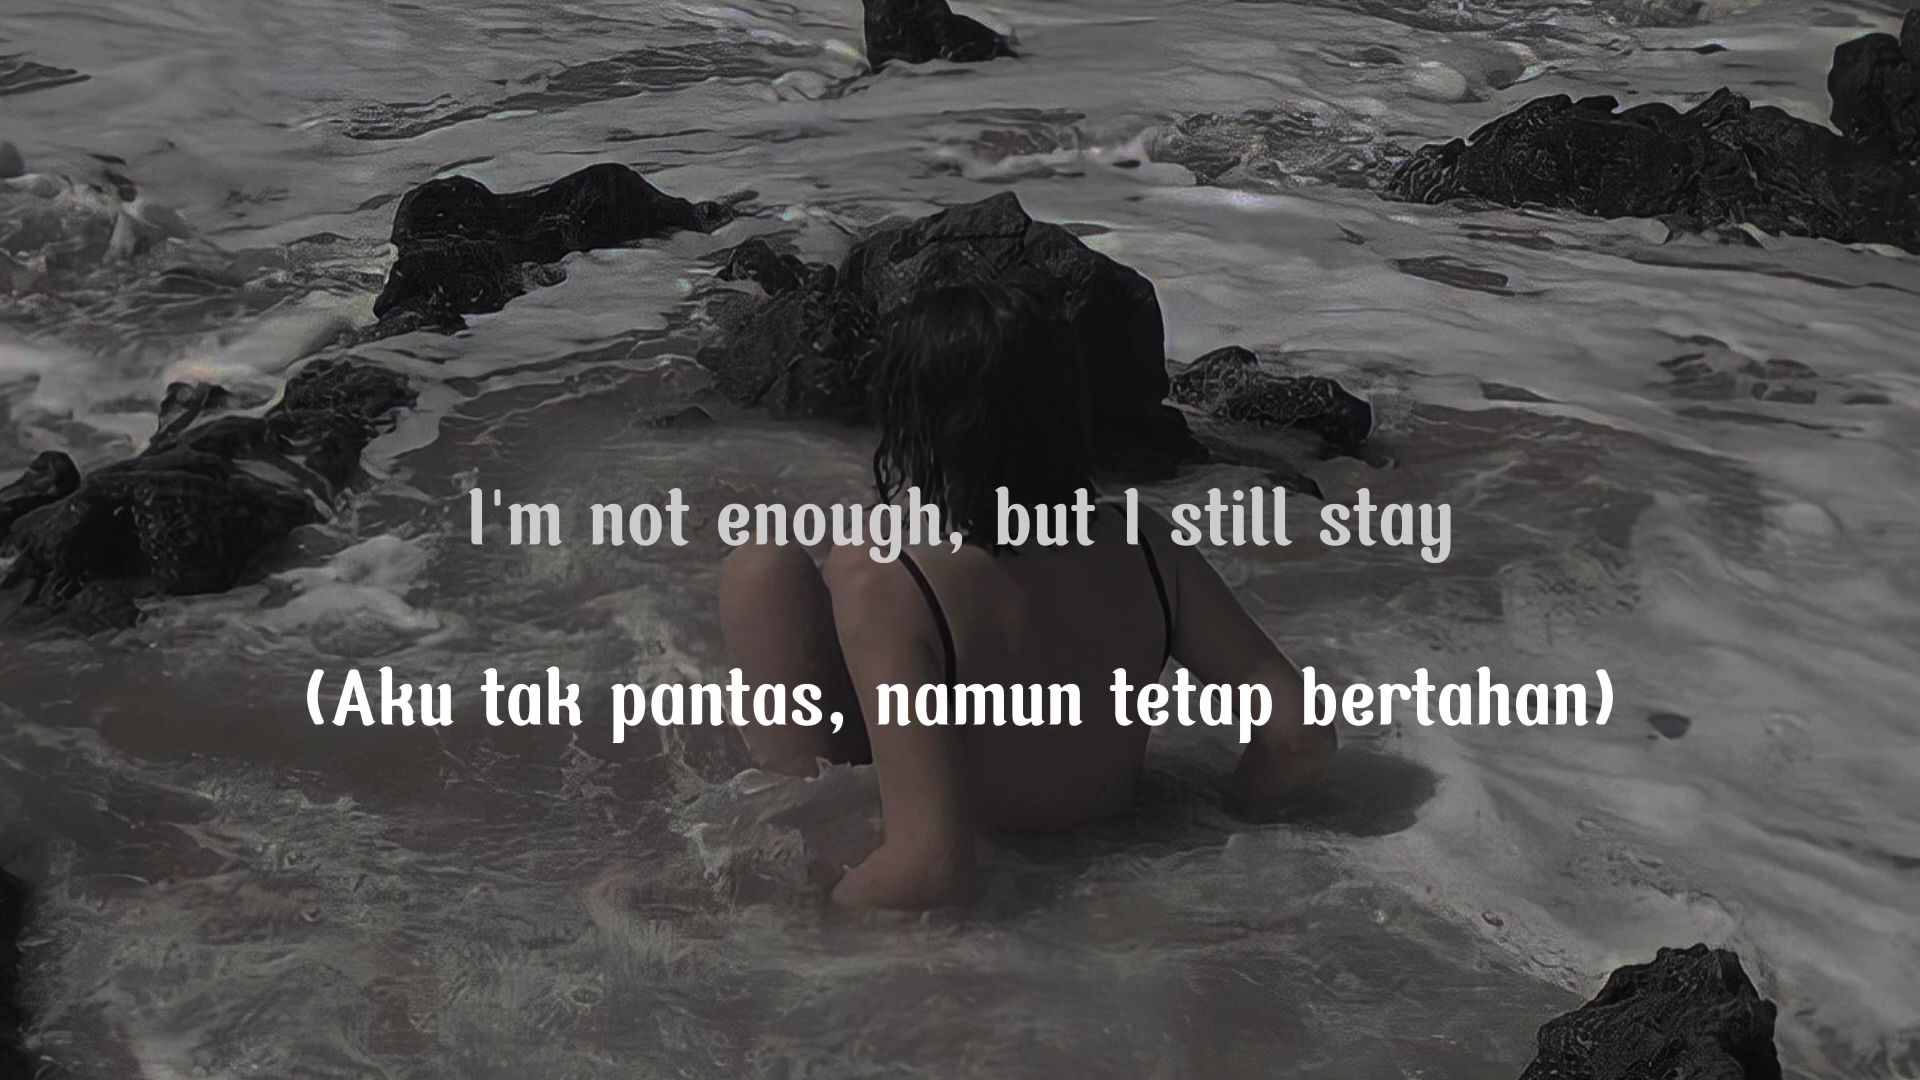 I'm not enough, but I still stay
(Aku tak pantas, namun tetap bertahan)